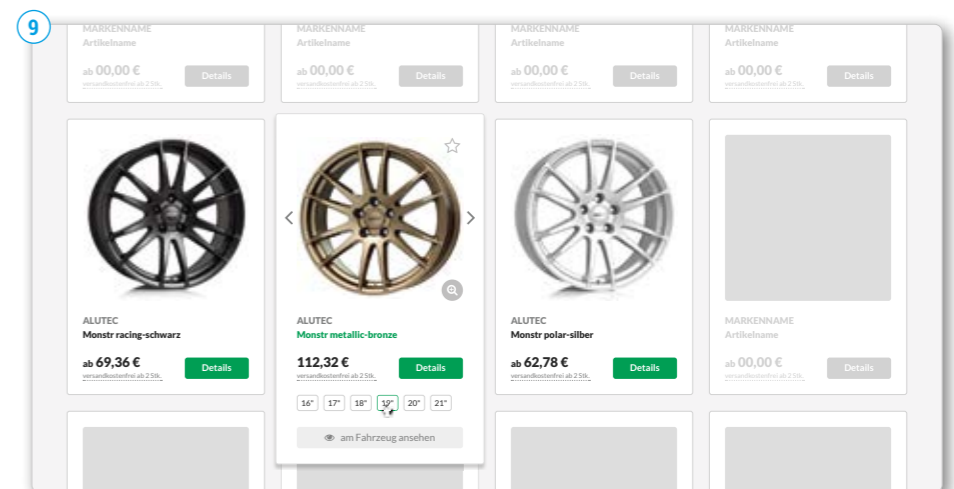 9
MARKENNAME
Artikelname
ab 00,00 €
versandkostenfrei ab 2 Stk.
Details
MARKENNAME
Artikelname
ab 00,00 €
versandkostenfrei ab 2 Stk.
Details
MARKENNAME
Artikelname
ab 00,00 €
versandkostenfrei ab 2 Stk.
Details
MARKENNAME
Artikelname
ab 00,00 €
versandkostenfrei ab 2 Stk.
Details
ALUTEC
Monstr racing-schwarz
ab 69,36 €
versandkostenfrei ab 2 Stk.
Details
ALUTEC
Monstr metallic-bronze
112,32 €
versandkostenfrei ab 2 Stk.
Details
16" 17" 18" 19" 20" 21"
am Fahrzeug ansehen
ALUTEC
Monstr polar-silber
ab 62,78 €
versandkostenfrei ab 2 Stk.
Details
MARKENNAME
Artikelname
ab 00,00 €
versandkostenfrei ab 2 Stk.
Details